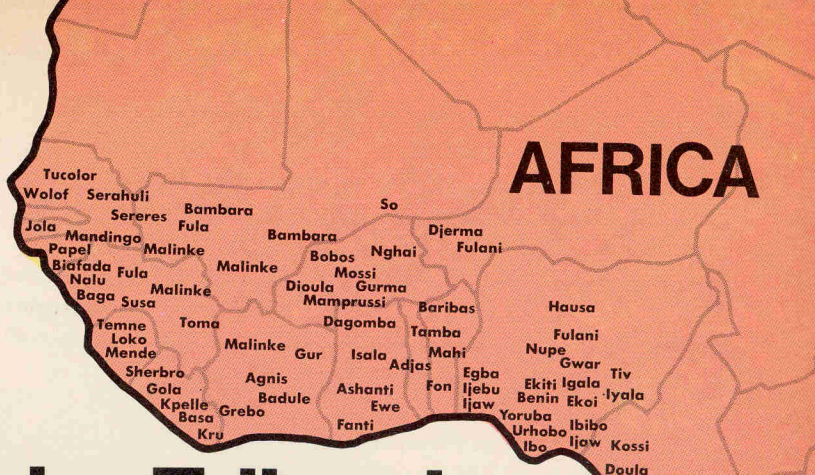 AFRICA
Tucolor
Wolof Serahuli
Sereres Bambara So
Jola Fula
Mandingo Bambara Djerma
Papel Malinke Bobos Nghai Fulani
Biafada Fula Malinke Mossi
Nalu Malinke Dioula Gurma
Baga Susa Mamprussi Baribas Hausa
Temne Toma Dagomba Tamba Fulani
Loko Malinke Nupe
Mende Gur Isala Mahi Gwar
Sherbro Agnis Adjas Egba Tiv
Gola Badule Ashanti Fon Ijebu Ekiti Igala Iyala
Kpelle Ewe Ijaw Benin Ekoi
Basa Grebo Yoruba
Kru Fanti Urhobo Ibibo
Ibo Ijaw Kossi
Doula